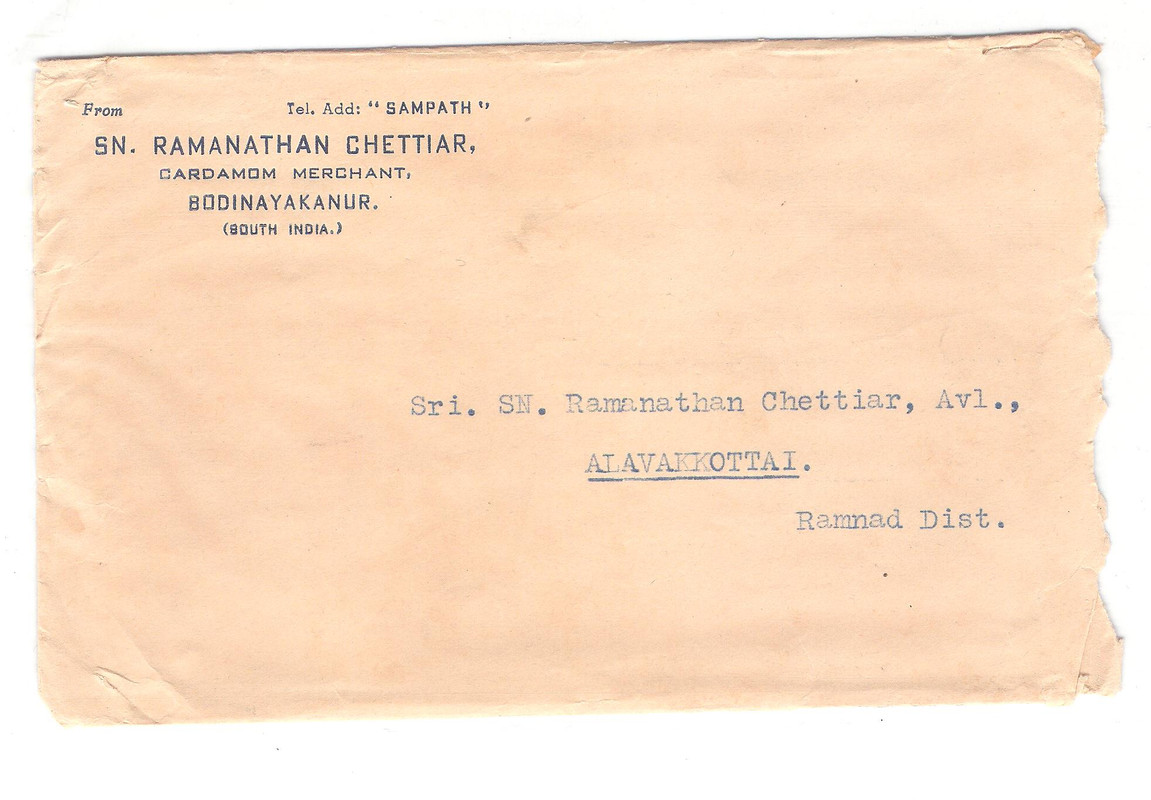 From Tel. Add: “ SAMPATH ”
SN. RAMANATHAN CHETTIAR,
CARDAMOM MERCHANT,
BODINAYAKANUR.
(SOUTH INDIA.)
Sri. SN. Ramanathan Chettiar, Avl.,
ALAVAKKOTTAI.
Ramnad Dist.